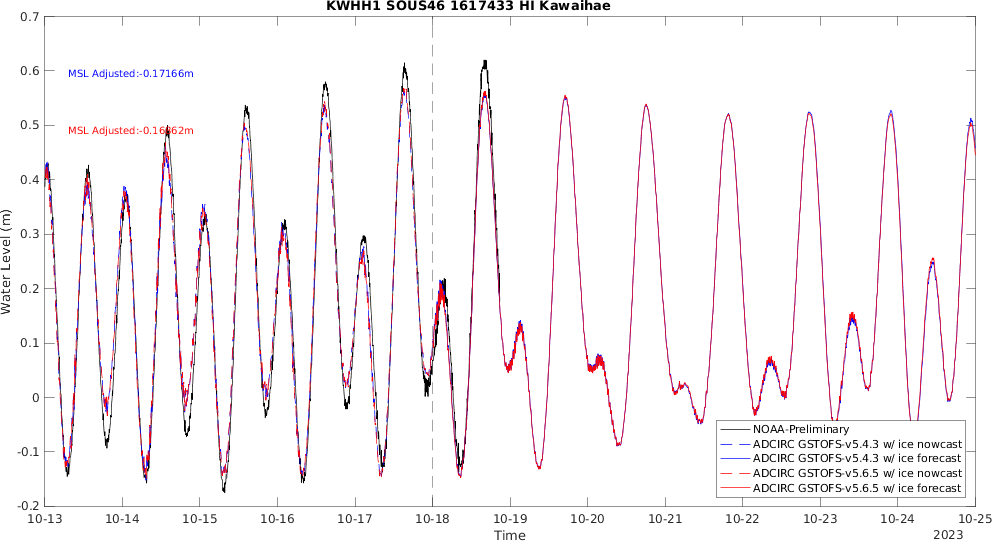 KWHH1 SOUS46 1617433 HI Kawaihae
0.7
0.6
0.5
0.4
0.3
0.2
0.1
0
-0.1
-0.2
Water Level (m)
MSL Adjusted:-0.17166m
MSL Adjusted:-0.16862m
NOAA-Preliminary
ADCIRC GSTOFS-v5.4.3 w/ ice nowcast
ADCIRC GSTOFS-v5.4.3 w/ ice forecast
ADCIRC GSTOFS-v5.6.5 w/ ice nowcast
ADCIRC GSTOFS-v5.6.5 w/ ice forecast
10-13 10-14 10-15 10-16 10-17 10-18 10-19 10-20 10-21 10-22 10-23 10-24 10-25
Time
2023